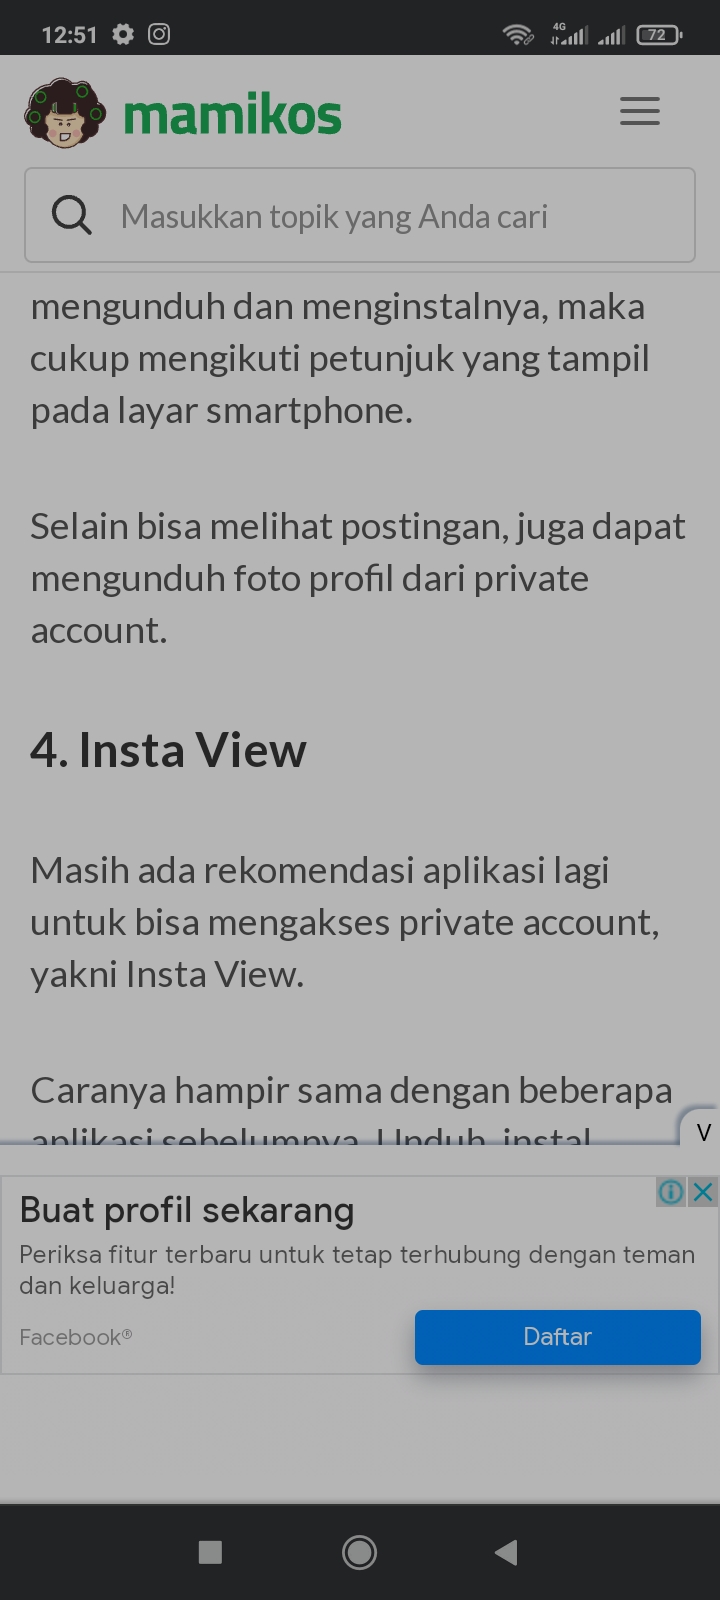 12:51
4G
72
mamikos
Masukkan topik yang Anda cari
mengunduh dan menginstalnya, maka
cukup mengikuti petunjuk yang tampil
pada layar smartphone.
Selain bisa melihat postingan, juga dapat
mengunduh foto profil dari private
account.
4. Insta View
Masih ada rekomendasi aplikasi lagi
untuk bisa mengakses private account,
yakni Insta View.
Caranya hampir sama dengan beberapa
aplikasi sebelumnya. Unduh, instal
V
Buat profil sekarang
Periksa fitur terbaru untuk tetap terhubung dengan teman
dan keluarga!
Facebook®
Daftar